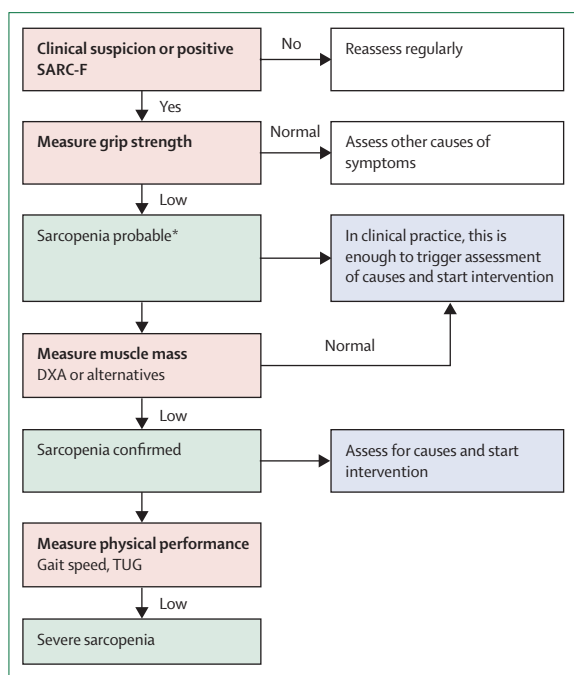 Clinical suspicion or positive
SARC-F
No
Reassess regularly
Yes
Measure grip strength
Normal
Assess other causes of
symptoms
Low
Sarcopenia probable*
In clinical practice, this is
enough to trigger assessment
of causes and start intervention
Measure muscle mass
DXA or alternatives
Normal
Low
Sarcopenia confirmed
Assess for causes and start
intervention
Measure physical performance
Gait speed, TUG
Low
Severe sarcopenia